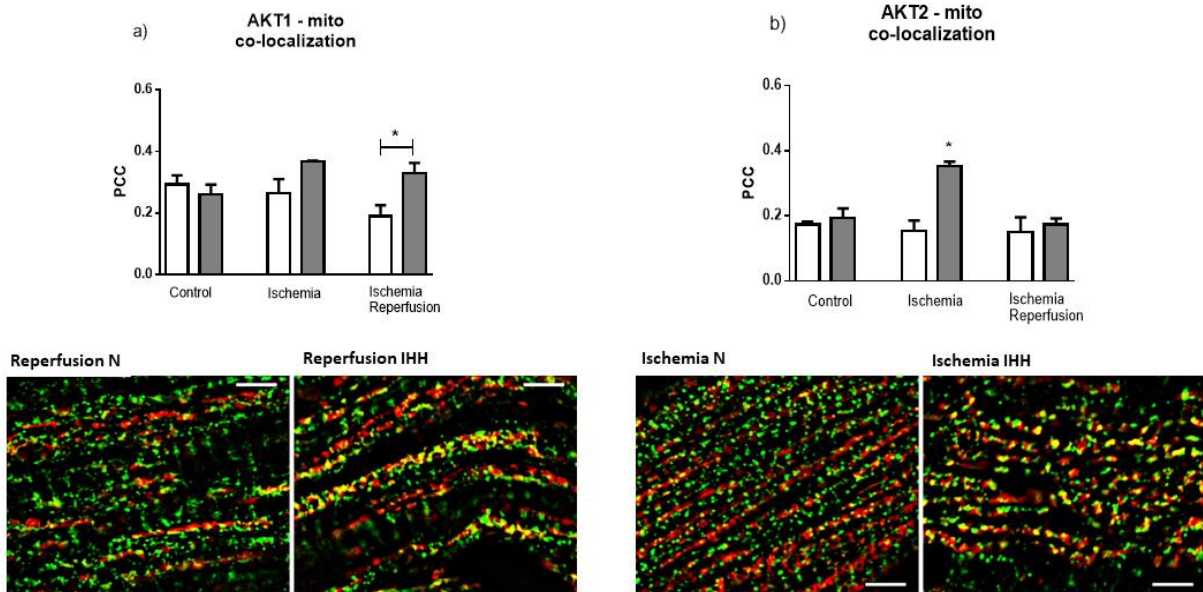 a)
AKT1 - mito
co-localization
PCC
0.6
0.4
0.2
0.0
*
Control
Ischemia
Ischemia
Reperfusion
b)
AKT2 - mito
co-localization
PCC
0.6
0.4
0.2
0.0
*
Control
Ischemia
Ischemia
Reperfusion
Reperfusion N
Reperfusion IHH
Ischemia N
Ischemia IHH